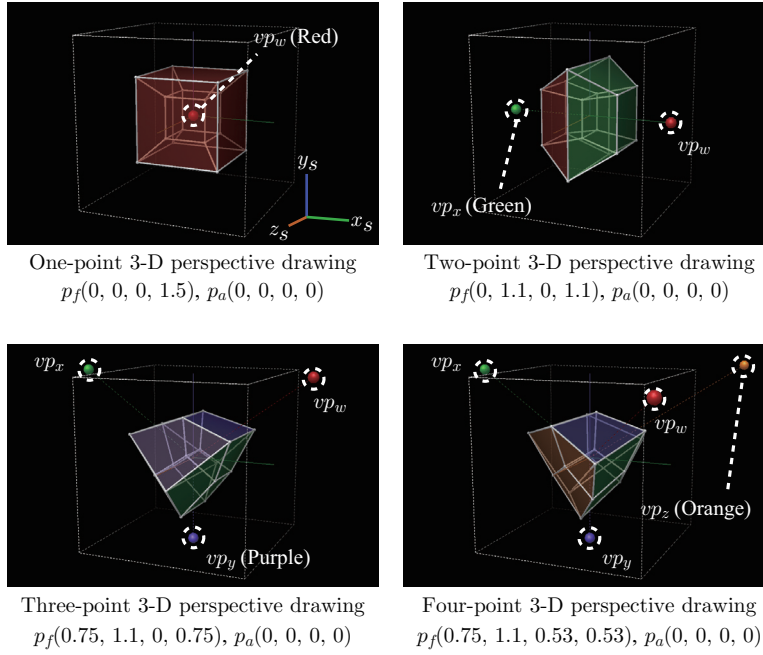 vp_w (Red)
y_s
x_s
z_s
One-point 3-D perspective drawing
p_f(0, 0, 0, 1.5), p_a(0, 0, 0, 0)
vp_w
vp_x (Green)
Two-point 3-D perspective drawing
p_f(0, 1.1, 0, 1.1), p_a(0, 0, 0, 0)
vp_x
vp_w
vp_y (Purple)
Three-point 3-D perspective drawing
p_f(0.75, 1.1, 0, 0.75), p_a(0, 0, 0, 0)
vp_x
vp_w
vp_z (Orange)
vp_y
Four-point 3-D perspective drawing
p_f(0.75, 1.1, 0.53, 0.53), p_a(0, 0, 0, 0)